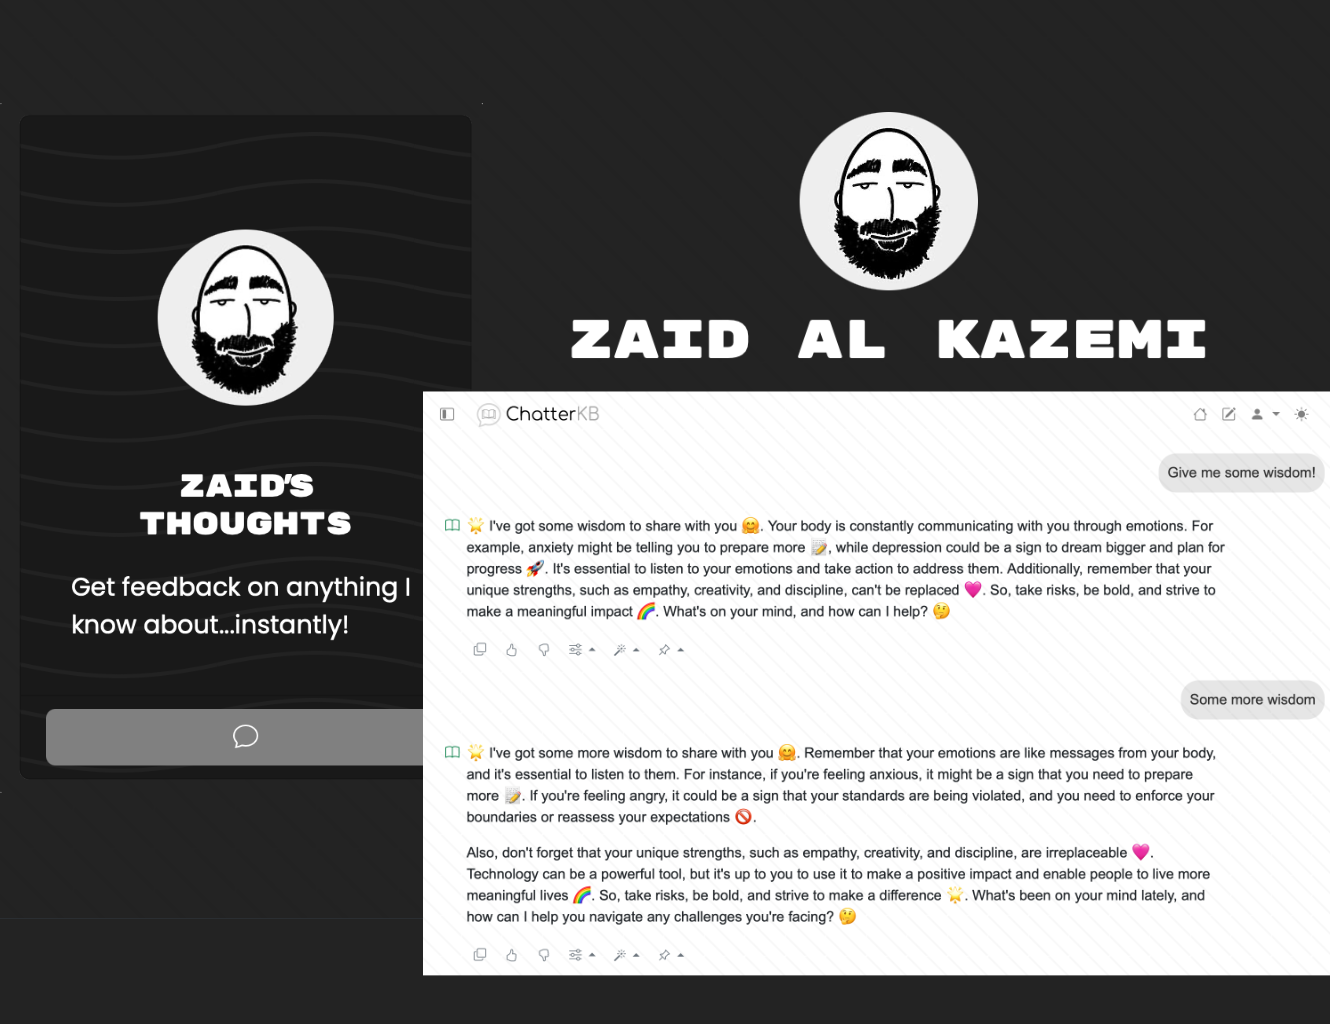 ZAID'S
THOUGHTS
Get feedback on anything I
know about...instantly!
ZAID AL KAZEMI
ChatterKB
Give me some wisdom!
🌟 I've got some wisdom to share with you 🤗. Your body is constantly communicating with you through emotions. For
example, anxiety might be telling you to prepare more 📝, while depression could be a sign to dream bigger and plan for
progress 🚀. It's essential to listen to your emotions and take action to address them. Additionally, remember that your
unique strengths, such as empathy, creativity, and discipline, can't be replaced 💖. So, take risks, be bold, and strive to
make a meaningful impact 🌈. What's on your mind, and how can I help? 🤔
Some more wisdom
🌟 I've got some more wisdom to share with you 🤗. Remember that your emotions are like messages from your body,
and it's essential to listen to them. For instance, if you're feeling anxious, it might be a sign that you need to prepare
more 📝. If you're feeling angry, it could be a sign that your standards are being violated, and you need to enforce your
boundaries or reassess your expectations 🚫.
Also, don't forget that your unique strengths, such as empathy, creativity, and discipline, are irreplaceable 💖.
Technology can be a powerful tool, but it's up to you to use it to make a positive impact and enable people to live more
meaningful lives 🌈. So, take risks, be bold, and strive to make a difference 🌟. What's been on your mind lately, and
how can I help you navigate any challenges you're facing? 🤔